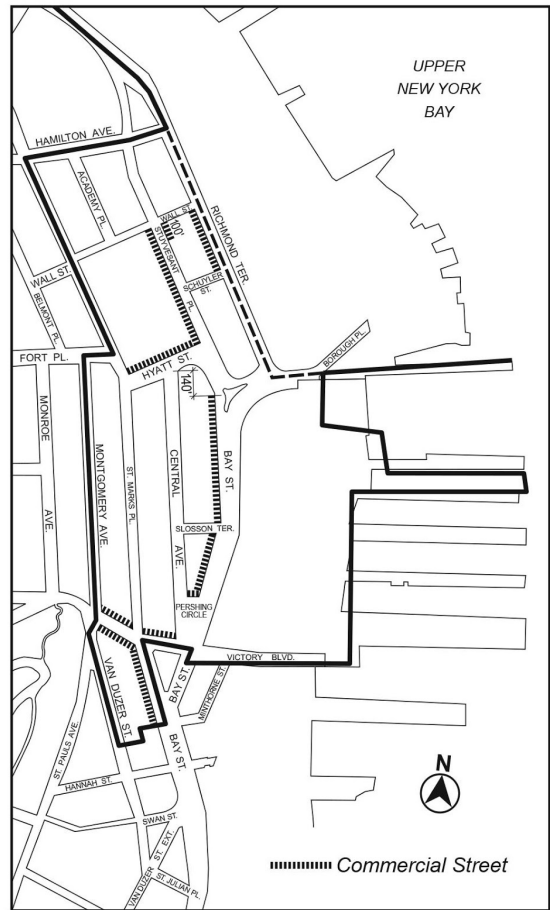 UPPER
NEW YORK
BAY
HAMILTON AVE.
ACADEMY PL.
WALL ST.
100'
STUYVESANT PL.
RICHMOND TER.
SCHUYLER
ST.
WALL ST.
BELMONT PL.
BOROUGH PL.
FORT PL.
HYATT ST.
140'
MONROE AVE.
MONTGOMERY AVE.
ST. MARKS PL.
CENTRAL AVE.
BAY ST.
SLOSSON TER.
PERSHING
CIRCLE
VICTORY BLVD.
VAN DUZER ST.
BAY ST.
MINTHORNE ST.
ST. PAULS AVE.
BAY ST.
HANNAH ST.
SWAN ST.
VAN DUZER ST. EXT.
ST. JULIAN PL.
N
Commercial Street